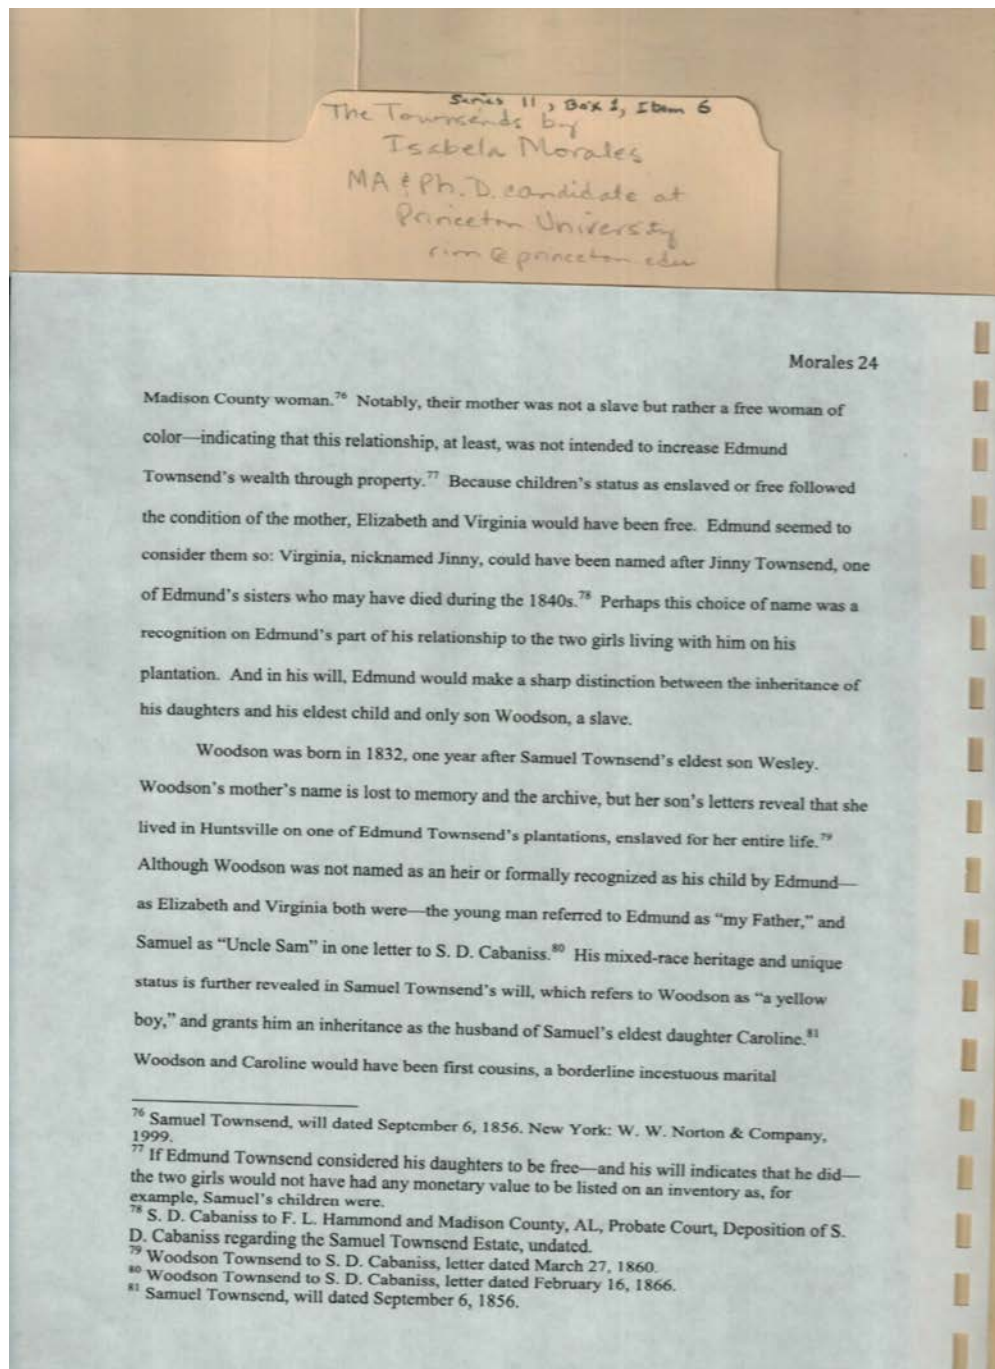 Series 11, Box 1, Item 6
The Townsends by
Isabela Morales
MA & Ph.D. candidate at
Princeton University
rim@princeton.edu
Morales 24
Madison County woman.⁷⁶ Notably, their mother was not a slave but rather a free woman of
color—indicating that this relationship, at least, was not intended to increase Edmund
Townsend's wealth through property.⁷⁷ Because children's status as enslaved or free followed
the condition of the mother, Elizabeth and Virginia would have been free. Edmund seemed to
consider them so: Virginia, nicknamed Jinny, could have been named after Jinny Townsend, one
of Edmund's sisters who may have died during the 1840s.⁷⁸ Perhaps this choice of name was a
recognition on Edmund's part of his relationship to the two girls living with him on his
plantation. And in his will, Edmund would make a sharp distinction between the inheritance of
his daughters and his eldest child and only son Woodson, a slave.
Woodson was born in 1832, one year after Samuel Townsend's eldest son Wesley.
Woodson's mother's name is lost to memory and the archive, but her son's letters reveal that she
lived in Huntsville on one of Edmund Townsend's plantations, enslaved for her entire life.⁷⁹
Although Woodson was not named as an heir or formally recognized as his child by Edmund—
as Elizabeth and Virginia both were—the young man referred to Edmund as "my Father," and
Samuel as "Uncle Sam" in one letter to S. D. Cabaniss.⁸⁰ His mixed-race heritage and unique
status is further revealed in Samuel Townsend's will, which refers to Woodson as "a yellow
boy," and grants him an inheritance as the husband of Samuel's eldest daughter Caroline.⁸¹
Woodson and Caroline would have been first cousins, a borderline incestuous marital
⁷⁶ Samuel Townsend, will dated September 6, 1856. New York: W. W. Norton & Company,
1999.
⁷⁷ If Edmund Townsend considered his daughters to be free—and his will indicates that he did—
the two girls would not have had any monetary value to be listed on an inventory as, for
example, Samuel's children were.
⁷⁸ S. D. Cabaniss to F. L. Hammond and Madison County, AL, Probate Court, Deposition of S.
D. Cabaniss regarding the Samuel Townsend Estate, undated.
⁷⁹ Woodson Townsend to S. D. Cabaniss, letter dated March 27, 1860.
⁸⁰ Woodson Townsend to S. D. Cabaniss, letter dated February 16, 1866.
⁸¹ Samuel Townsend, will dated September 6, 1856.